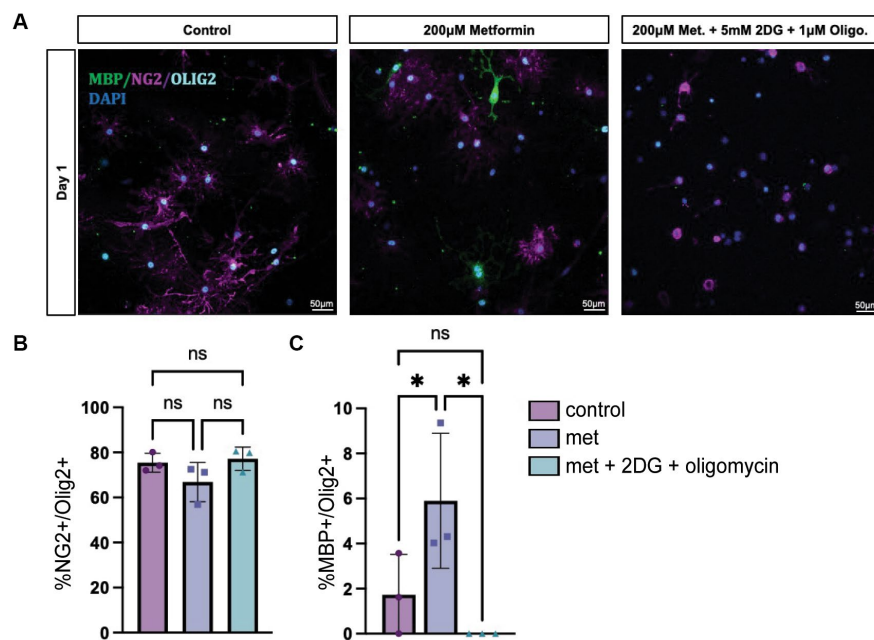 A
Control
200µM Metformin
200µM Met. + 5mM 2DG + 1µM Oligo.
Day 1
MBP/NG2/OLIG2
DAPI
50µm
50µm
50µm
B
ns
ns
ns
%NG2+/Olig2+
100
80
60
40
20
0
C
ns
* *
%MBP+/Olig2+
10
8
6
4
2
0
control
met
met + 2DG + oligomycin